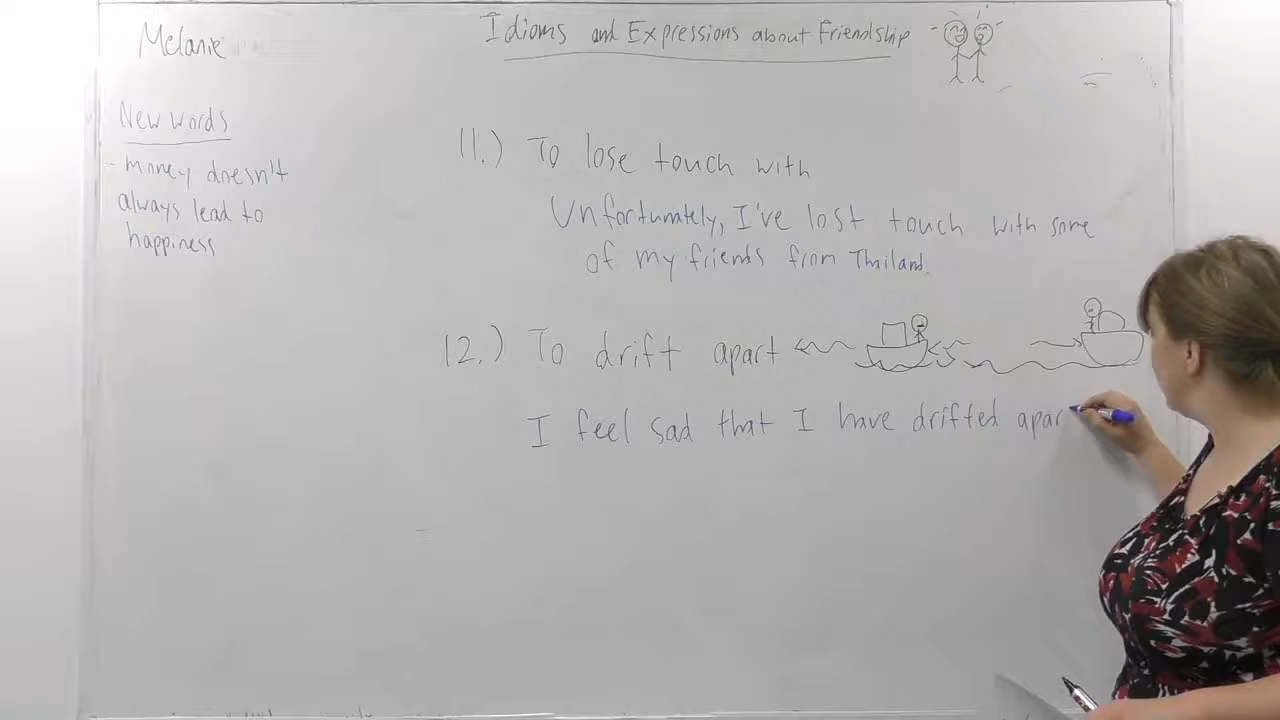 Melanie
Idioms and Expressions about Friendship
New words
- money doesn't
always lead to
happiness
11.) To lose touch with
Unfortunately, I've lost touch with some
of my friends from Thailand.
12.) To drift apart
I feel sad that I have drifted apar